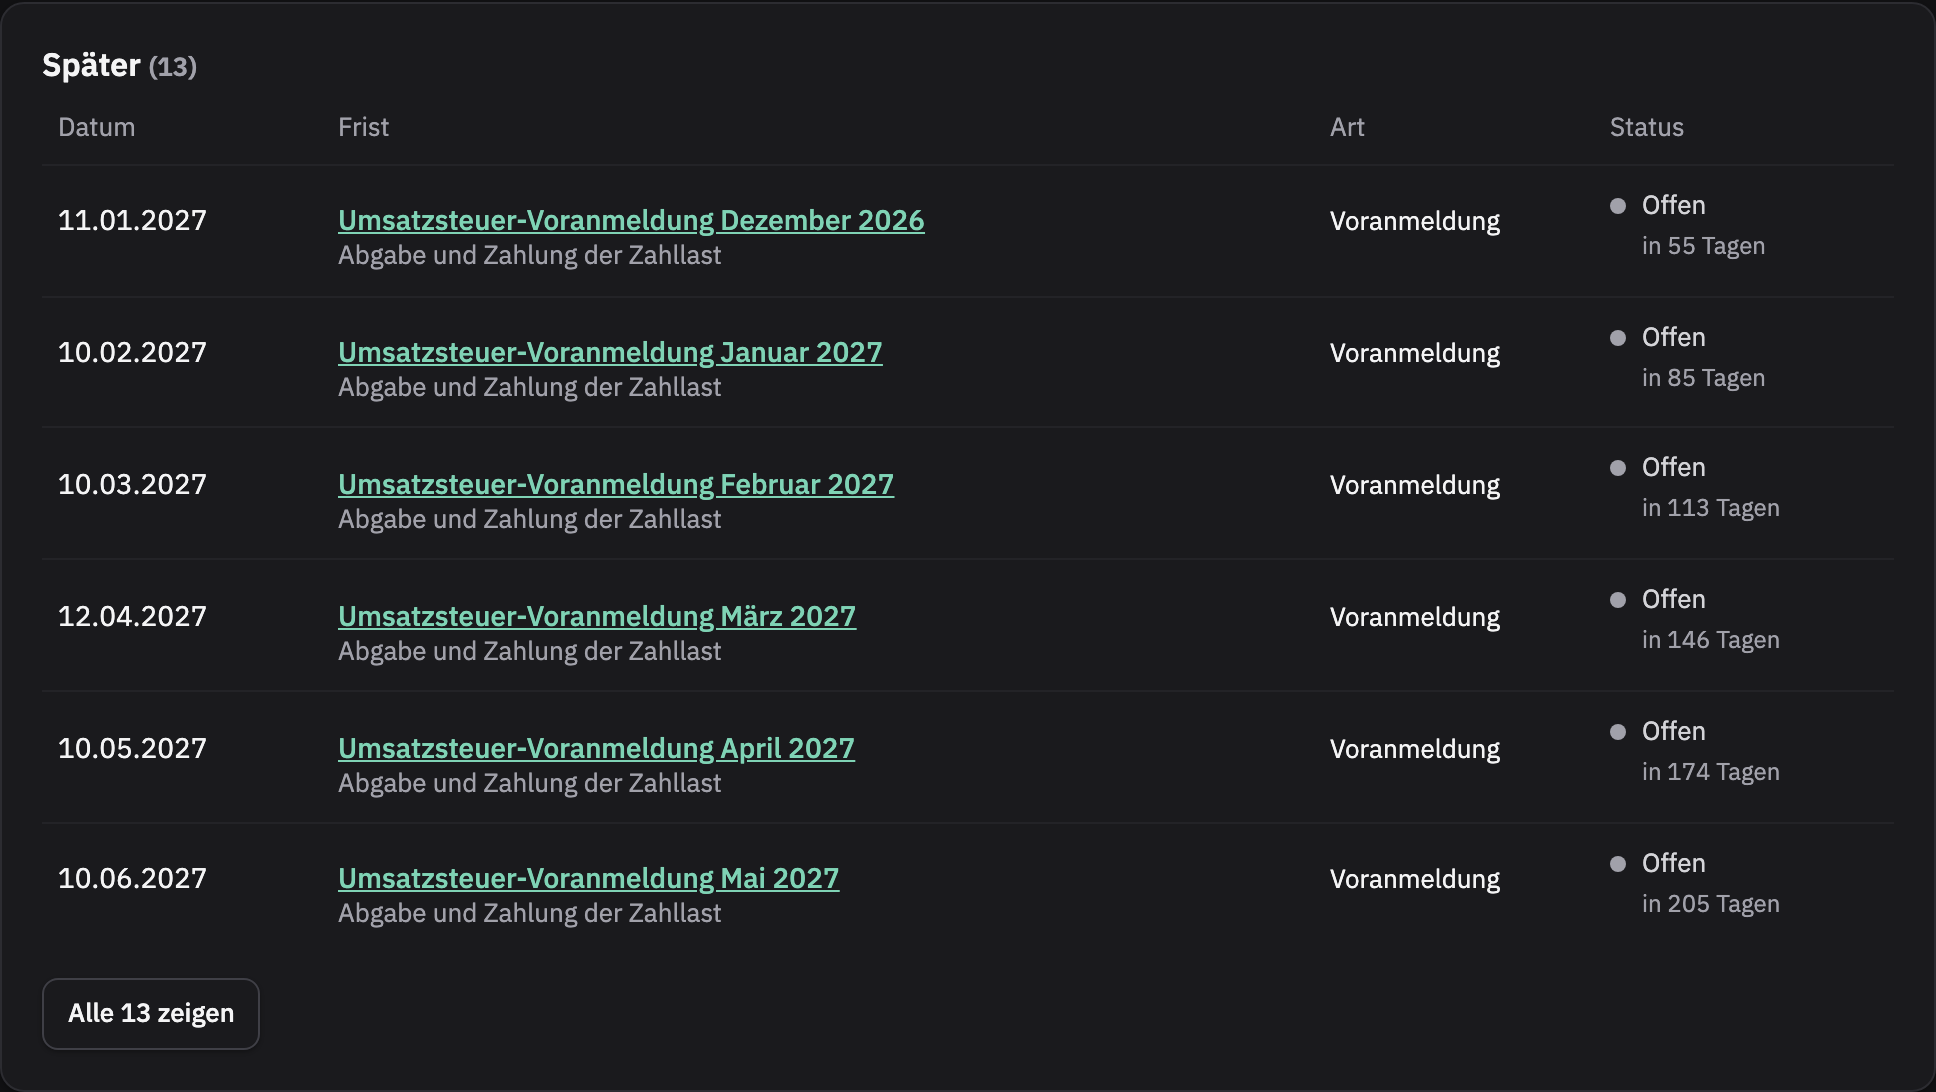 Später (13)
Datum Frist Art Status
11.01.2027 Umsatzsteuer-Voranmeldung Dezember 2026 Voranmeldung Offen
Abgabe und Zahlung der Zahllast in 55 Tagen
10.02.2027 Umsatzsteuer-Voranmeldung Januar 2027 Voranmeldung Offen
Abgabe und Zahlung der Zahllast in 85 Tagen
10.03.2027 Umsatzsteuer-Voranmeldung Februar 2027 Voranmeldung Offen
Abgabe und Zahlung der Zahllast in 113 Tagen
12.04.2027 Umsatzsteuer-Voranmeldung März 2027 Voranmeldung Offen
Abgabe und Zahlung der Zahllast in 146 Tagen
10.05.2027 Umsatzsteuer-Voranmeldung April 2027 Voranmeldung Offen
Abgabe und Zahlung der Zahllast in 174 Tagen
10.06.2027 Umsatzsteuer-Voranmeldung Mai 2027 Voranmeldung Offen
Abgabe und Zahlung der Zahllast in 205 Tagen
Alle 13 zeigen